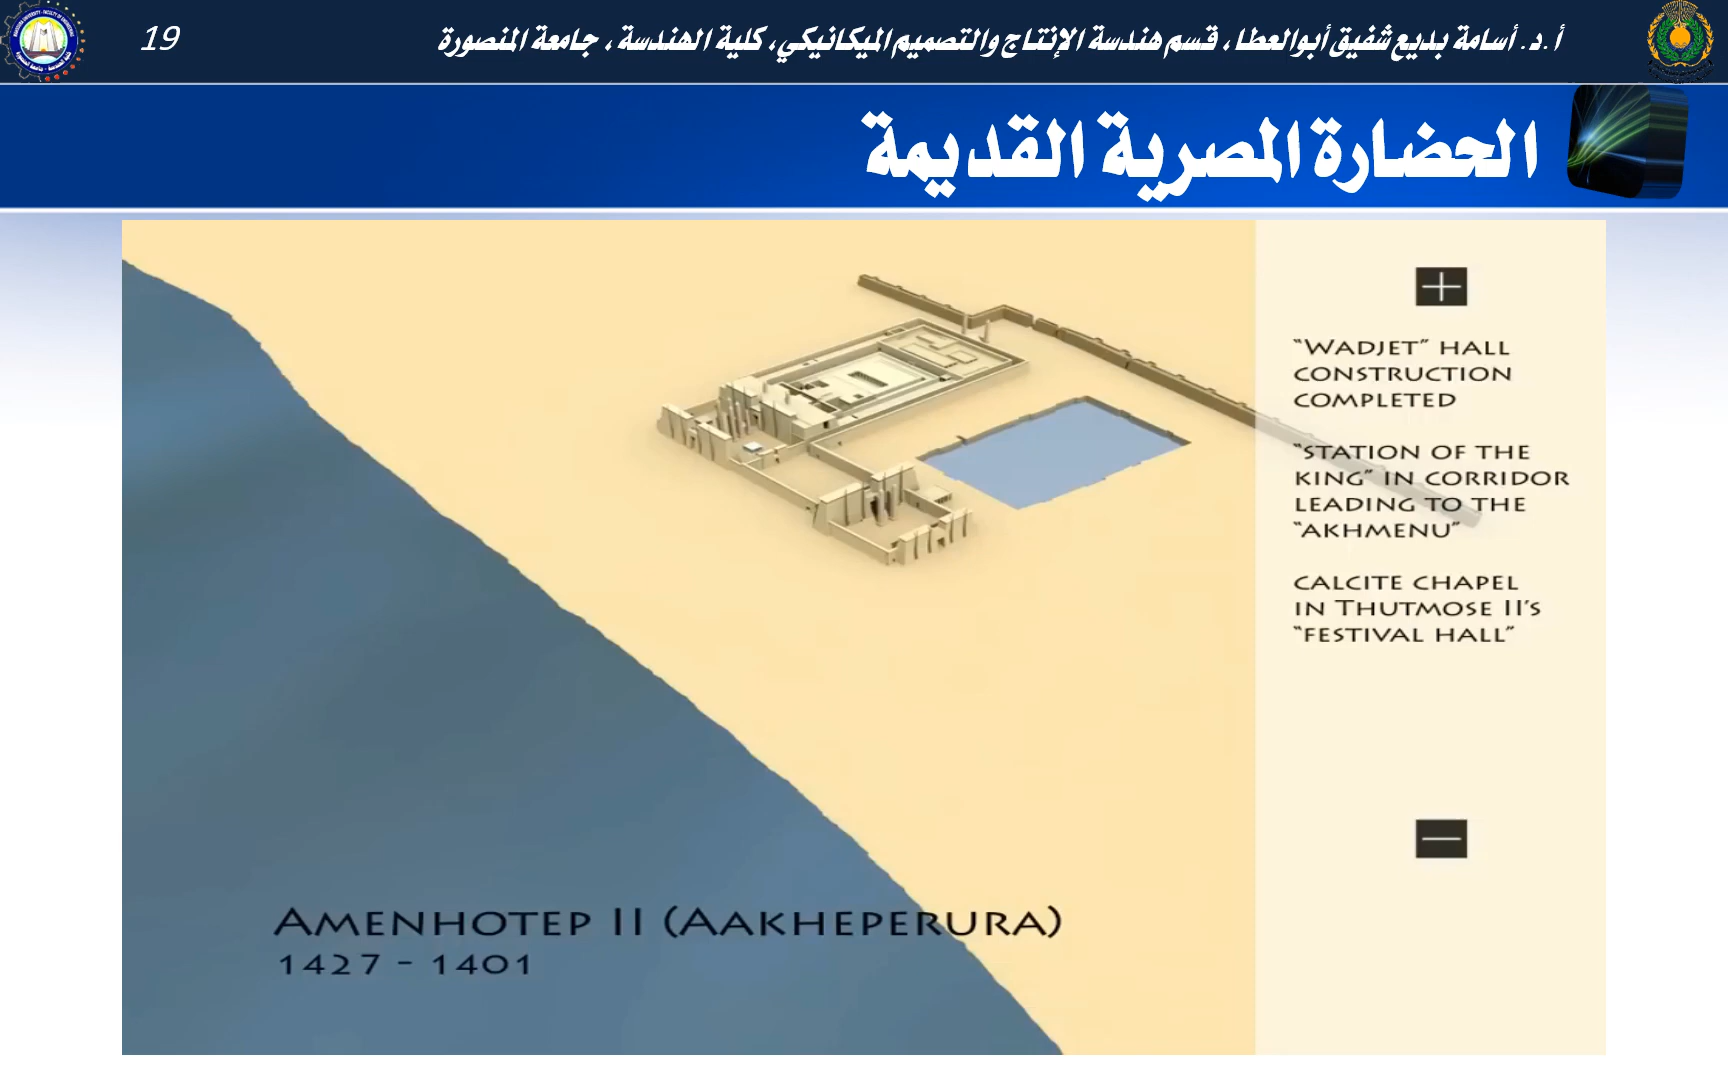 أ.د. أسامة بديع شفيق أبوالعطا، قسم هندسة الإنتاج والتصميم الميكانيكي، كلية الهندسة، جامعة المنصورة
19
الحضارة المصرية القديمة
+
“WADJET” HALL
CONSTRUCTION
COMPLETED
“STATION OF THE
KING” IN CORRIDOR
LEADING TO THE
“AKHMENU”
CALCITE CHAPEL
IN THUTMOSE II’S
“FESTIVAL HALL”
−
AMENHOTEP II (AAKHEPERURA)
1427 - 1401